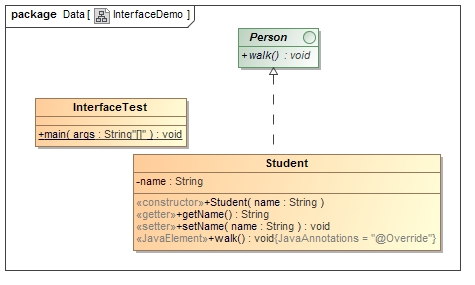 package Data [ InterfaceDemo ]
Person
+walk() : void
InterfaceTest
+main( args : String"[]" ) : void
Student
-name : String
«constructor»+Student( name : String )
«getter»+getName() : String
«setter»+setName( name : String ) : void
«JavaElement»+walk() : void{JavaAnnotations = "@Override"}